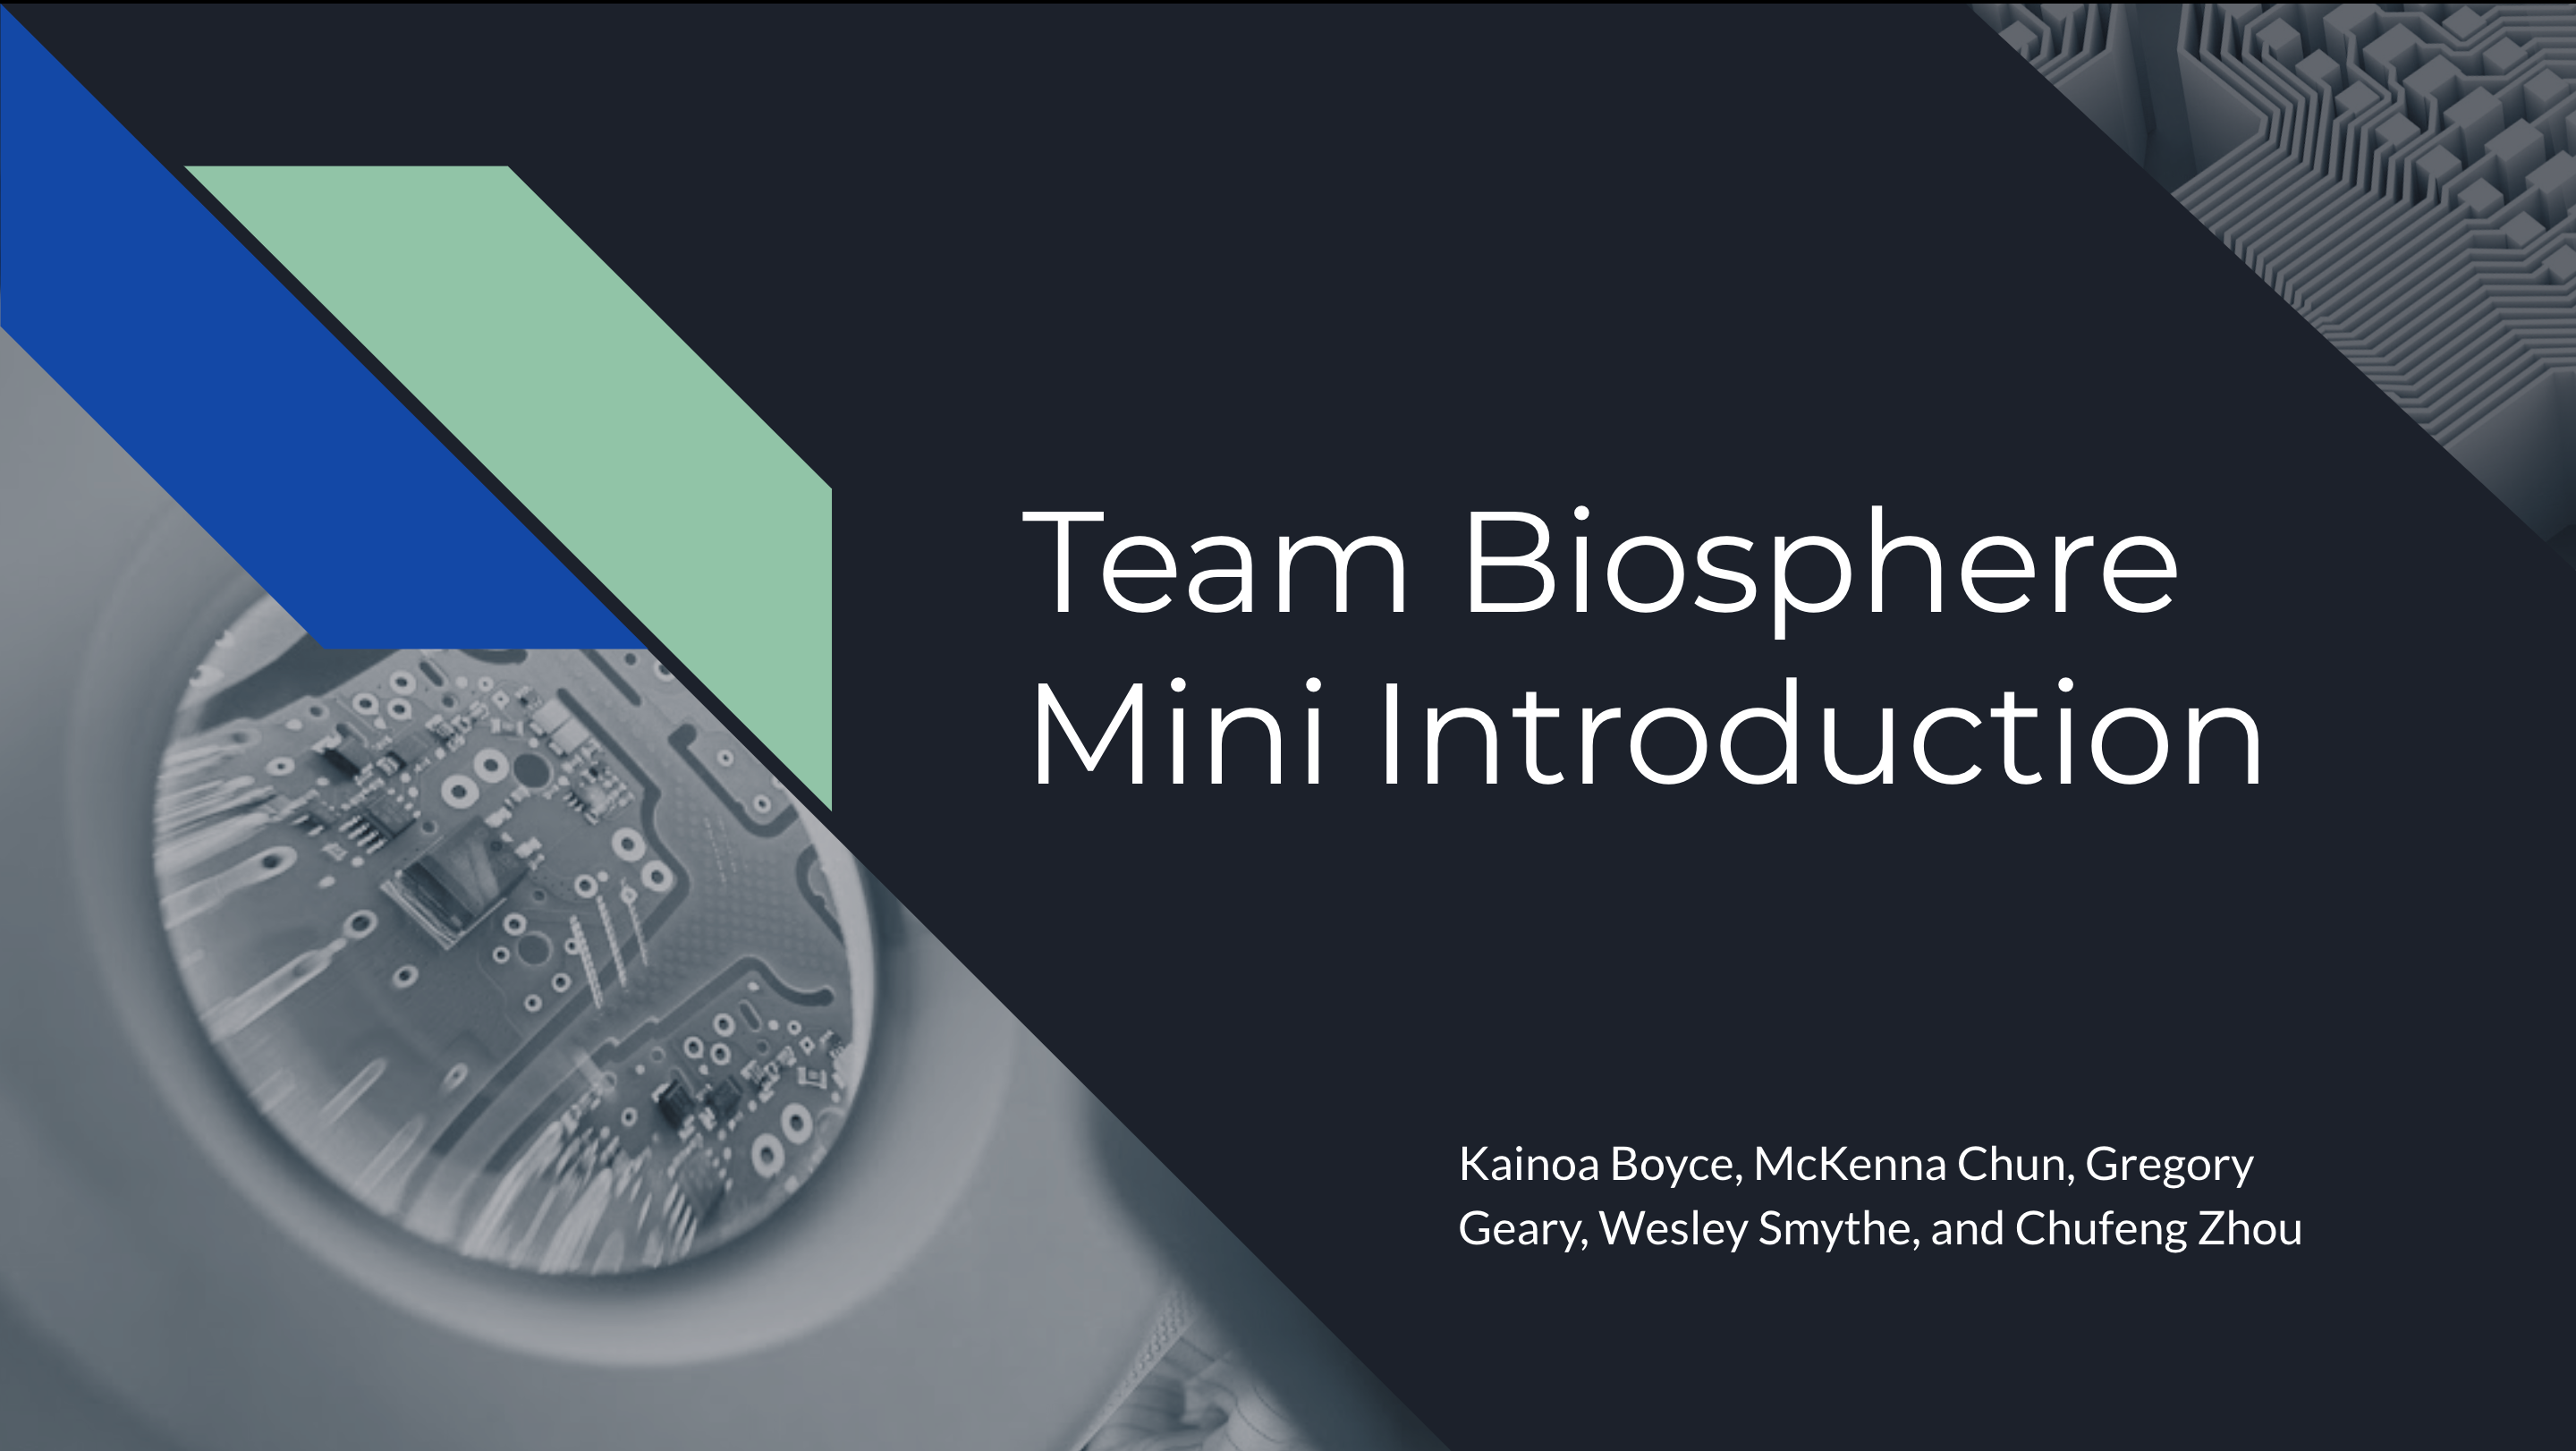 Team Biosphere
Mini Introduction
Kainoa Boyce, McKenna Chun, Gregory
Geary, Wesley Smythe, and Chufeng Zhou